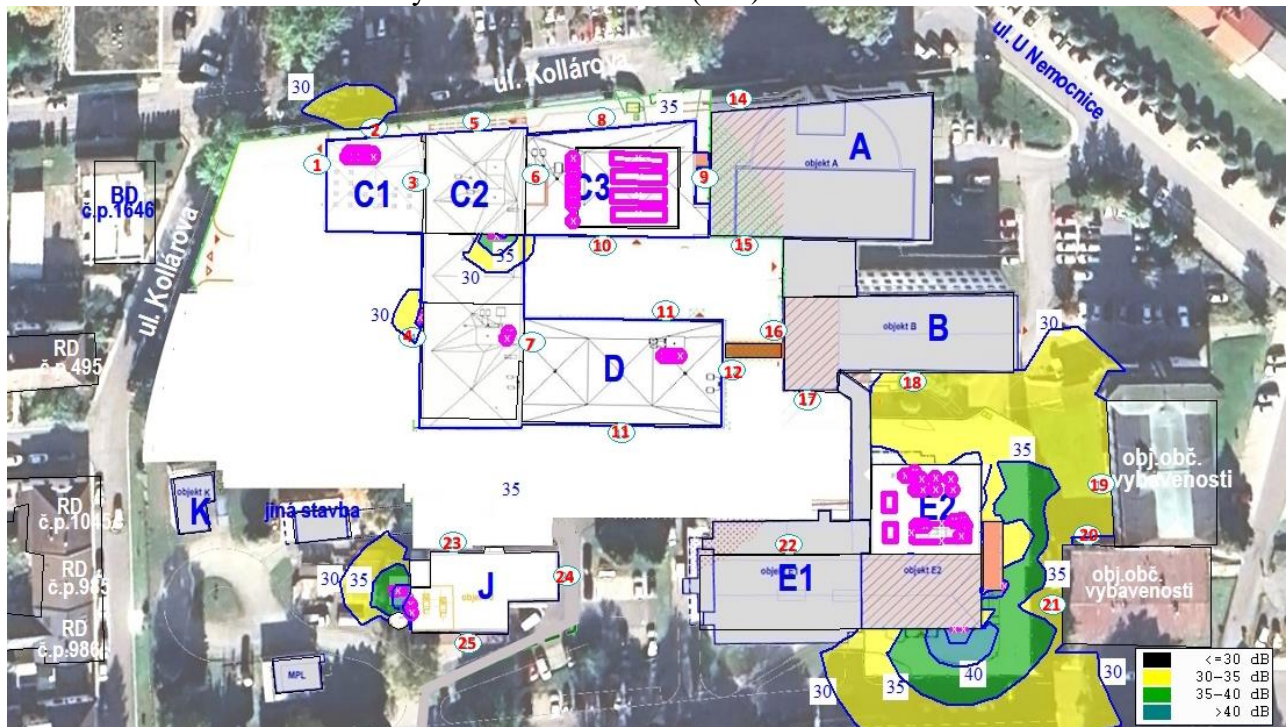 ul. Kollárova
ul. U Nemocnice
30
35
14
2
5
8
1
3
6
9
C1
C2
C3
A
objekt A
BD
č.p.1646
ul. Kollárova
10
15
35
30
30
4
7
11
16
D
12
11
objekt B
B
30
17
18
RD
č.p.495
35
35
obj.obč.
vybavenosti
19
20
E2
K
objekt K
jiná stavba
RD
RD
č.p.985
RD
č.p.986
23
22
24
25
J
30
35
E1
objekt E2
35
obj.obč.
vybavenosti
21
MPL
30
35
40
30
<=30 dB
30-35 dB
35-40 dB
>40 dB